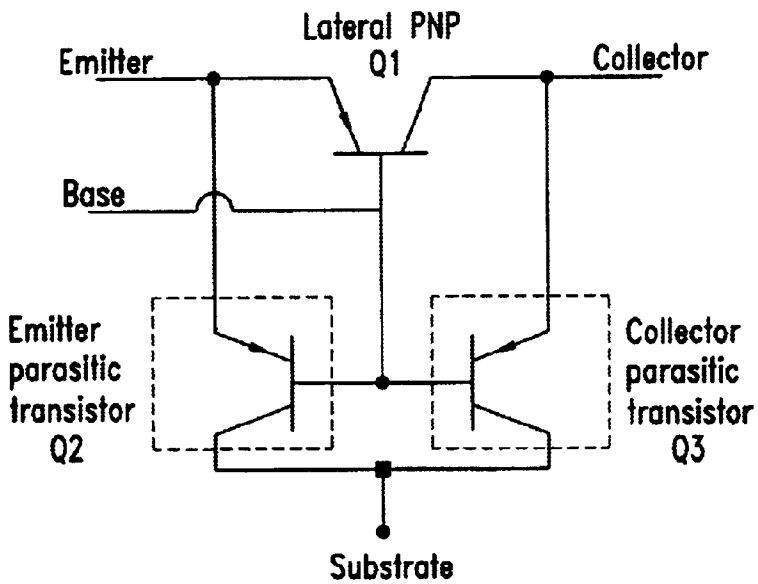 Lateral PNP
Q1
Emitter
Collector
Base
Emitter
parasitic
transistor
Q2
Collector
parasitic
transistor
Q3
Substrate